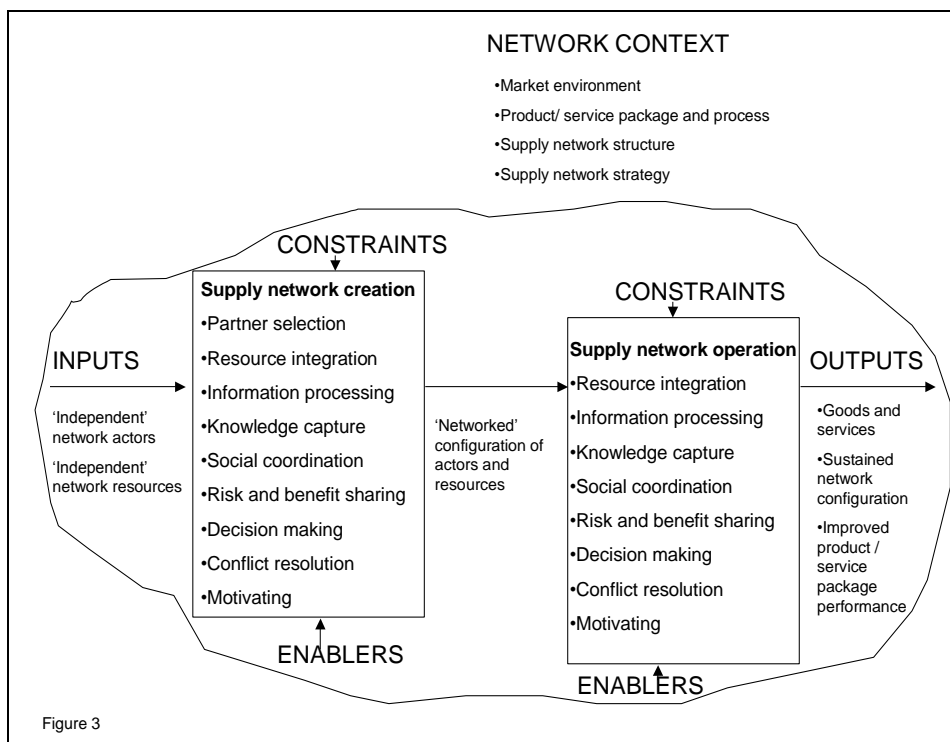 NETWORK CONTEXT
•Market environment
•Product/ service package and process
•Supply network structure
•Supply network strategy
CONSTRAINTS
Supply network creation
•Partner selection
•Resource integration
•Information processing
•Knowledge capture
•Social coordination
•Risk and benefit sharing
•Decision making
•Conflict resolution
•Motivating
ENABLERS
INPUTS
‘Independent’
network actors
‘Independent’
network resources
‘Networked’
configuration of
actors and
resources
CONSTRAINTS
Supply network operation
•Resource integration
•Information processing
•Knowledge capture
•Social coordination
•Risk and benefit sharing
•Decision making
•Conflict resolution
•Motivating
ENABLERS
OUTPUTS
•Goods and
services
•Sustained
network
configuration
•Improved
product /
service
package
performance
Figure 3